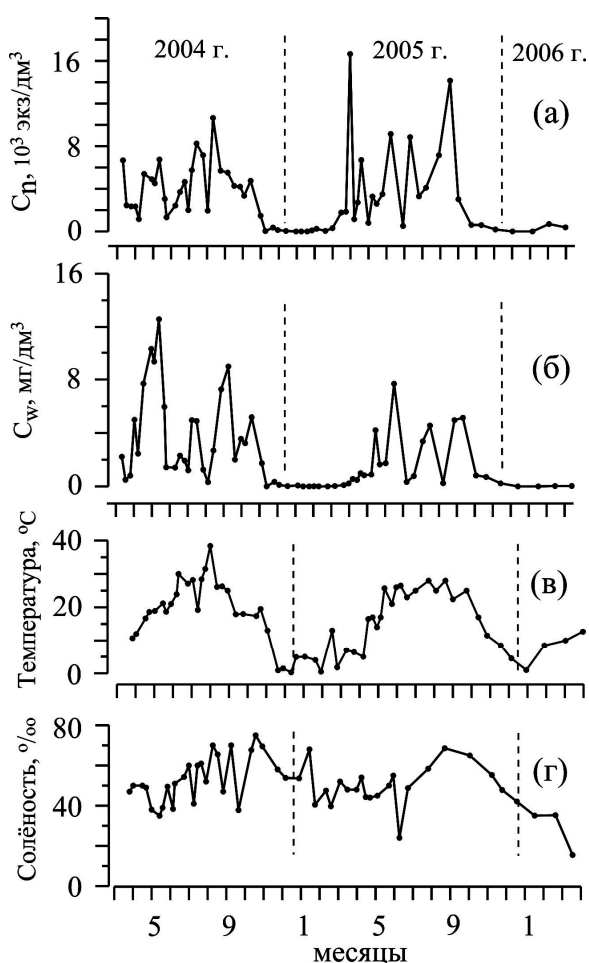 2004 г.
2005 г.
2006 г.
16
8
0
Cn, 10³ экз/дм³
(а)
16
8
0
Cw, мг/дм³
(б)
40
20
0
Температура, ºC
(в)
80
40
0
Солёность, ‰
(г)
5 9 1 5 9 1
месяцы